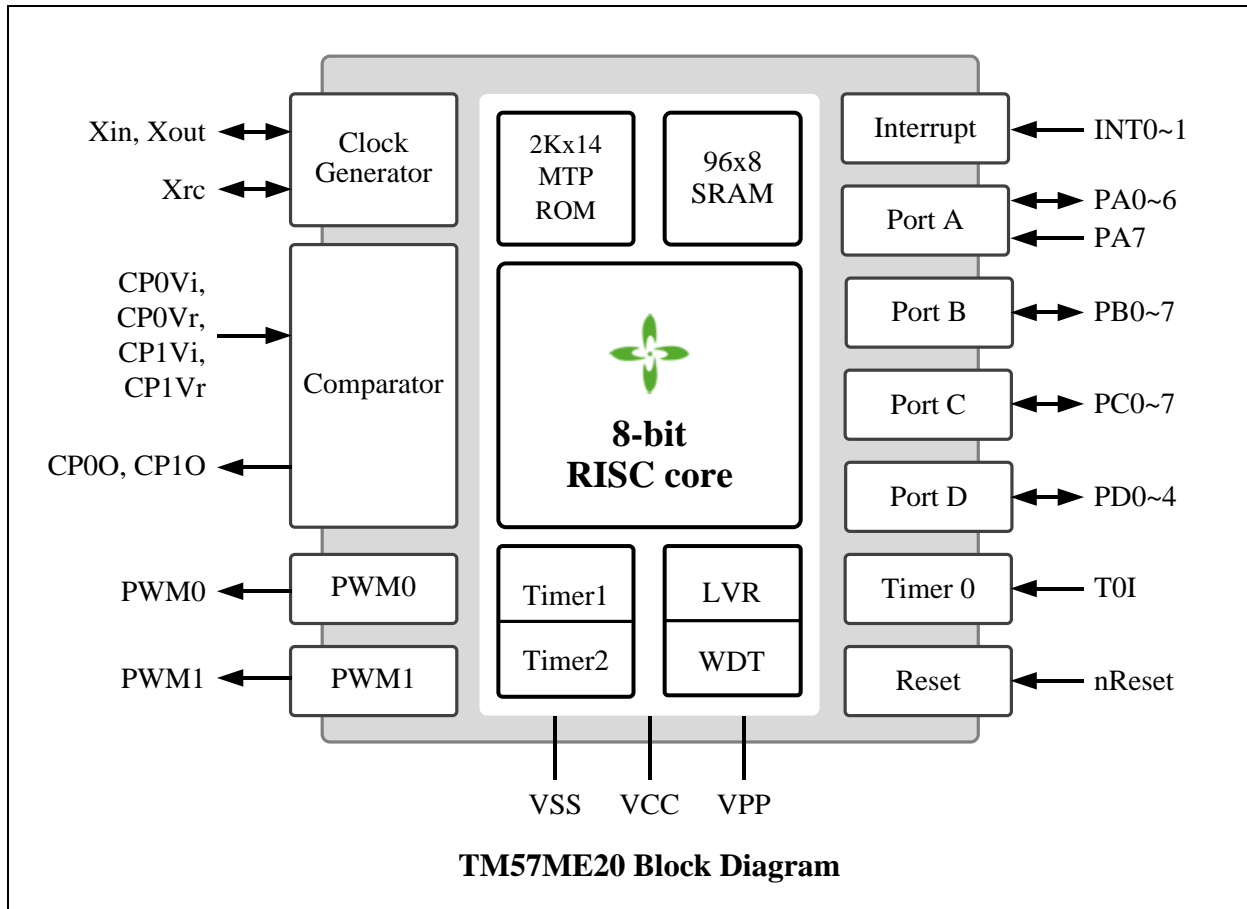 Xin, Xout
Xrc
CP0Vi,
CP0Vr,
CP1Vi,
CP1Vr
CP0O, CP1O
PWM0
PWM1
Clock
Generator
Comparator
PWM0
PWM1
2Kx14
MTP
ROM
96x8
SRAM
8-bit
RISC core
Timer1
Timer2
LVR
WDT
Interrupt
Port A
Port B
Port C
Port D
Timer 0
Reset
INT0~1
PA0~6
PA7
PB0~7
PC0~7
PD0~4
T0I
nReset
VSS
VCC
VPP
TM57ME20 Block Diagram